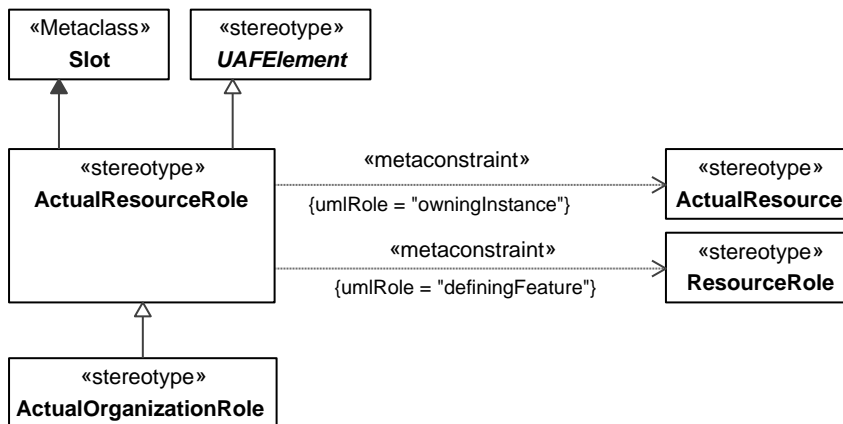 «Metaclass»
Slot
«stereotype»
UAFElement
«stereotype»
ActualResourceRole
«metaconstraint»
{umlRole = "owningInstance"}
«stereotype»
ActualResource
«metaconstraint»
{umlRole = "definingFeature"}
«stereotype»
ResourceRole
«stereotype»
ActualOrganizationRole